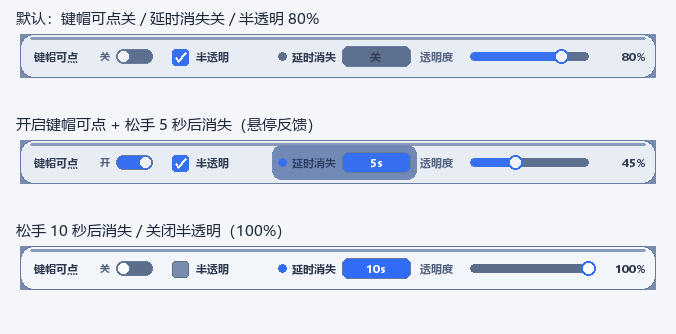 默认：键帽可点关 / 延时消失关 / 半透明 80%
键帽可点 关 半透明 延时消失 关 透明度 80%
开启键帽可点 + 松手 5 秒后消失（悬停反馈）
键帽可点 开 半透明 延时消失 5s 透明度 45%
松手 10 秒后消失 / 关闭半透明（100%）
键帽可点 关 半透明 延时消失 10s 透明度 100%